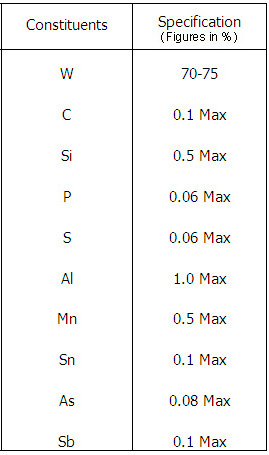 Constituents Specification
(Figures in %)
W 70-75
C 0.1 Max
Si 0.5 Max
P 0.06 Max
S 0.06 Max
Al 1.0 Max
Mn 0.5 Max
Sn 0.1 Max
As 0.08 Max
Sb 0.1 Max